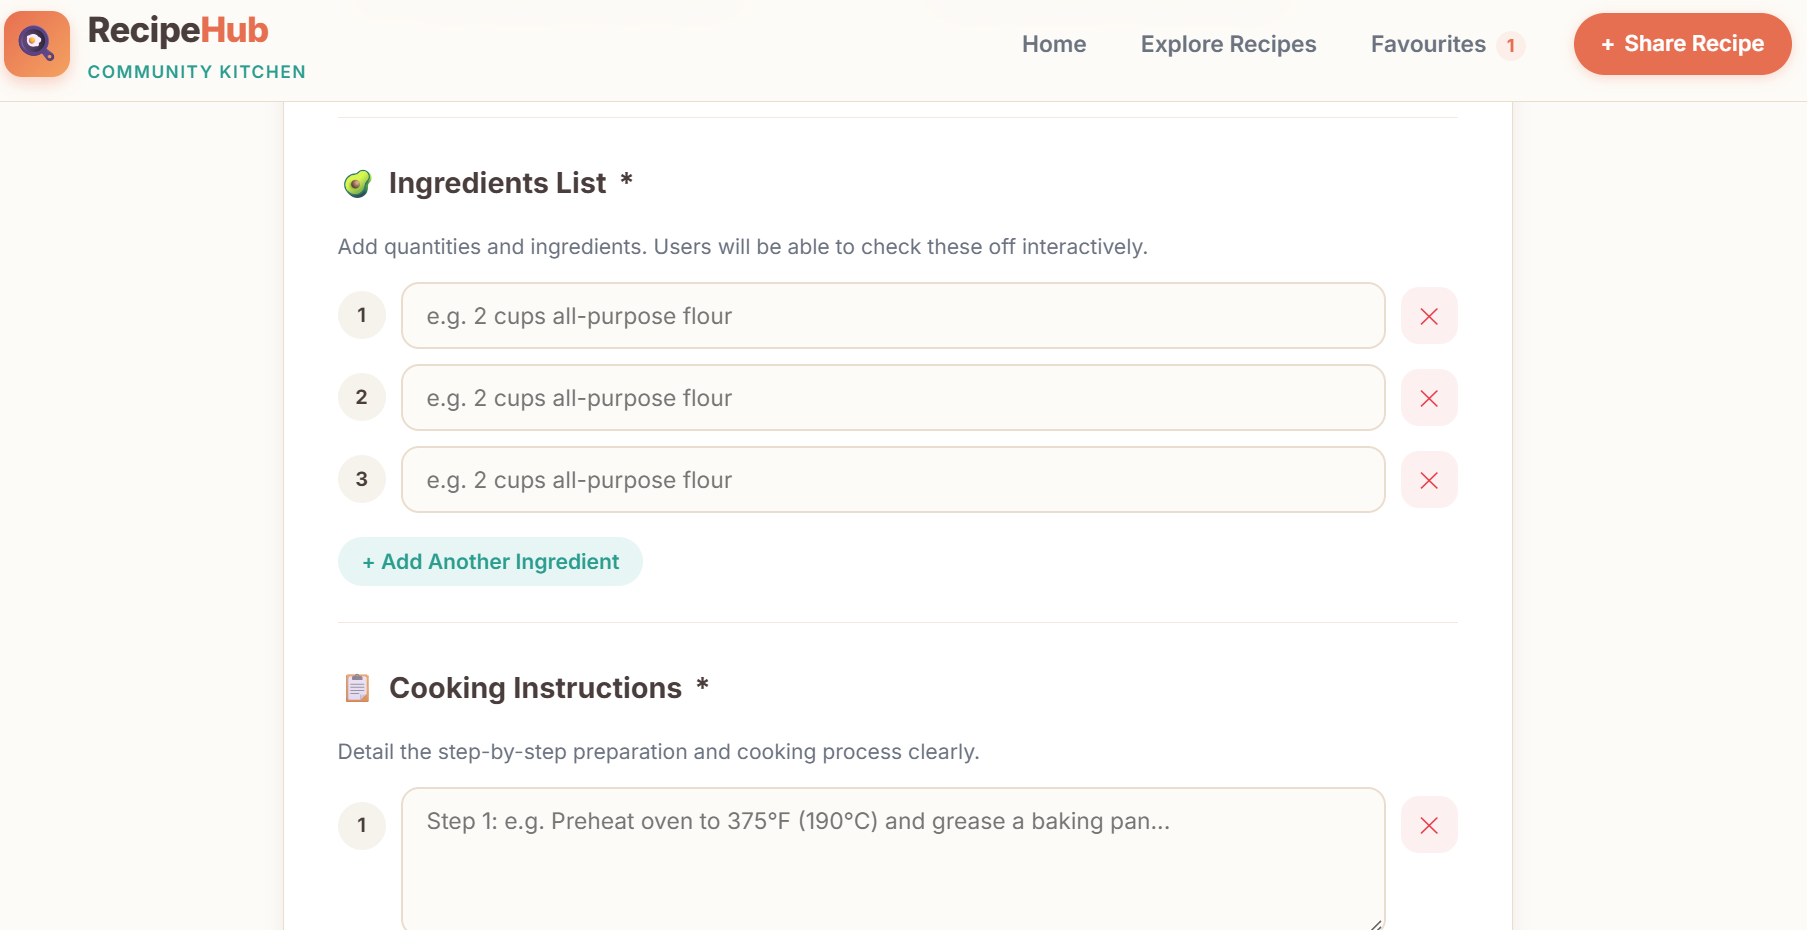 RecipeHub
COMMUNITY KITCHEN
Home
Explore Recipes
Favourites 1
+ Share Recipe
Ingredients List *
Add quantities and ingredients. Users will be able to check these off interactively.
1 e.g. 2 cups all-purpose flour
2 e.g. 2 cups all-purpose flour
3 e.g. 2 cups all-purpose flour
+ Add Another Ingredient
Cooking Instructions *
Detail the step-by-step preparation and cooking process clearly.
1 Step 1: e.g. Preheat oven to 375°F (190°C) and grease a baking pan...